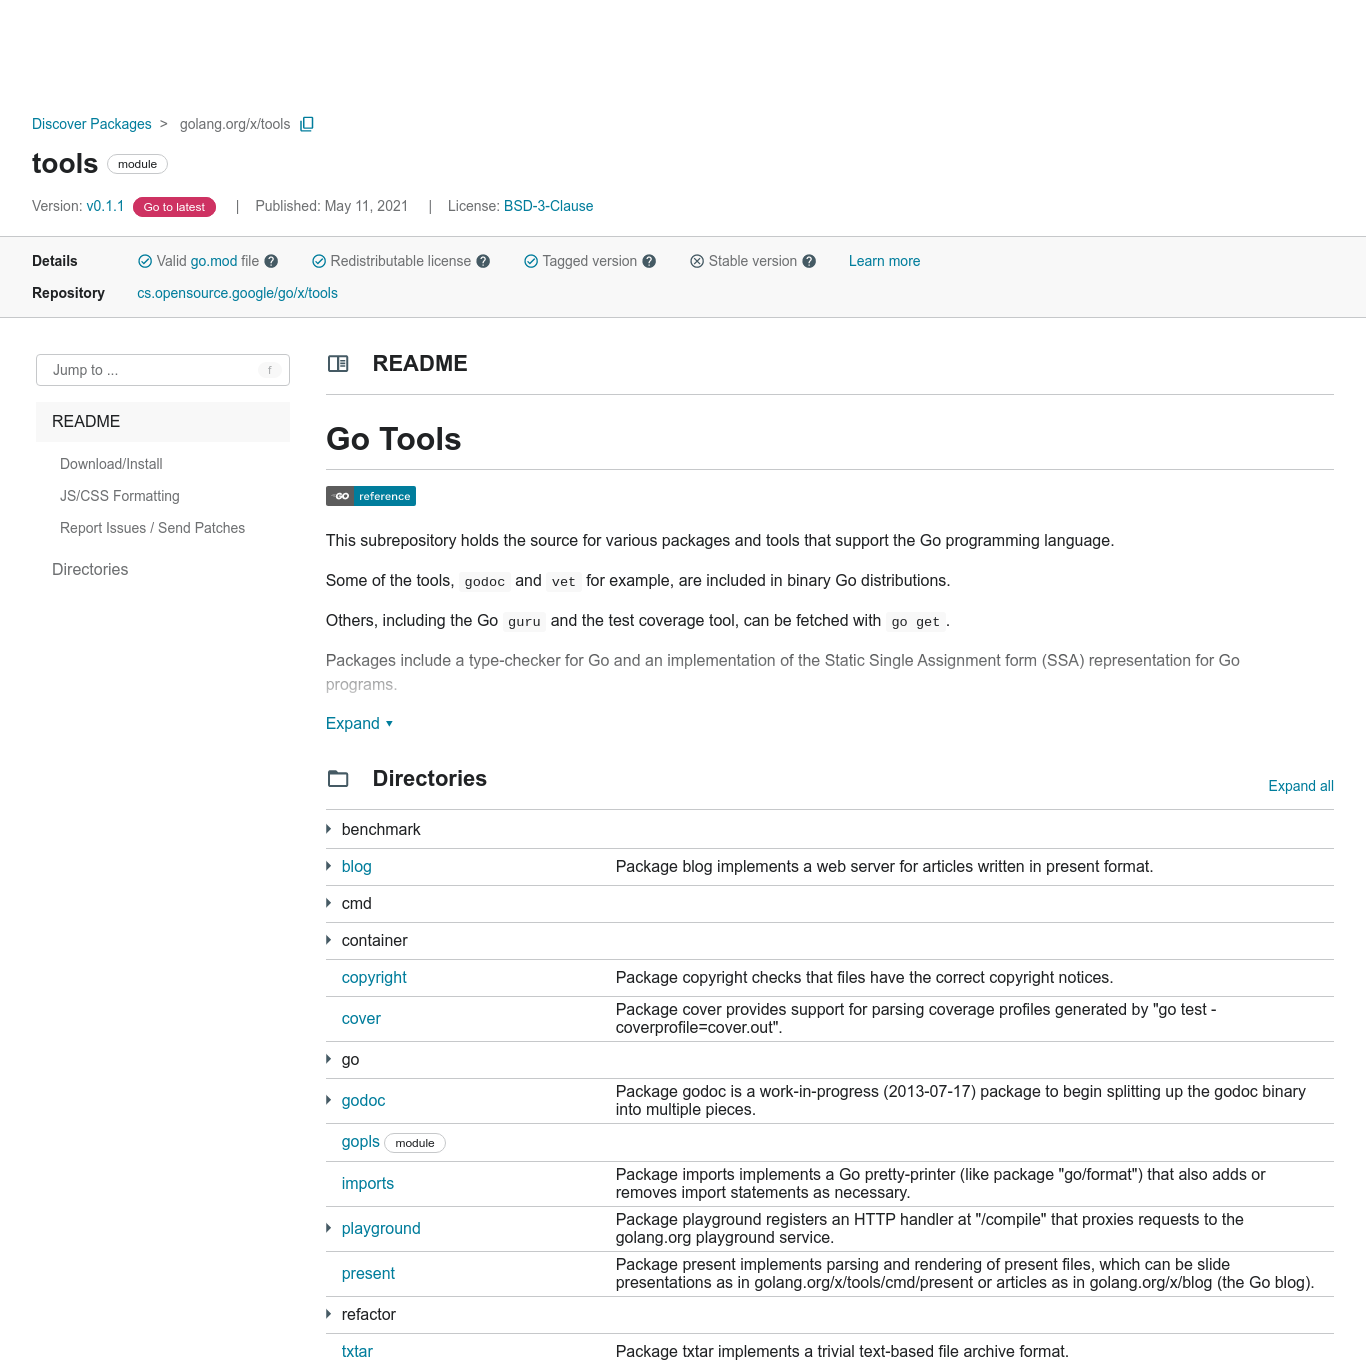 Discover Packages > golang.org/x/tools
tools module
Version: v0.1.1 Go to latest | Published: May 11, 2021 | License: BSD-3-Clause
Details Valid go.mod file ? Redistributable license ? Tagged version ? Stable version ? Learn more
Repository cs.opensource.google/go/x/tools
Jump to ... f
README
Download/Install
JS/CSS Formatting
Report Issues / Send Patches
Directories
README
Go Tools
GO reference
This subrepository holds the source for various packages and tools that support the Go programming language.
Some of the tools, godoc and vet for example, are included in binary Go distributions.
Others, including the Go guru and the test coverage tool, can be fetched with go get.
Packages include a type-checker for Go and an implementation of the Static Single Assignment form (SSA) representation for Go
programs.
Expand
Directories Expand all
benchmark
blog Package blog implements a web server for articles written in present format.
cmd
container
copyright Package copyright checks that files have the correct copyright notices.
cover Package cover provides support for parsing coverage profiles generated by "go test -
coverprofile=cover.out".
go
godoc Package godoc is a work-in-progress (2013-07-17) package to begin splitting up the godoc binary
into multiple pieces.
gopls module
imports Package imports implements a Go pretty-printer (like package "go/format") that also adds or
removes import statements as necessary.
playground Package playground registers an HTTP handler at "/compile" that proxies requests to the
golang.org playground service.
present Package present implements parsing and rendering of present files, which can be slide
presentations as in golang.org/x/tools/cmd/present or articles as in golang.org/x/blog (the Go blog).
refactor
txtar Package txtar implements a trivial text-based file archive format.